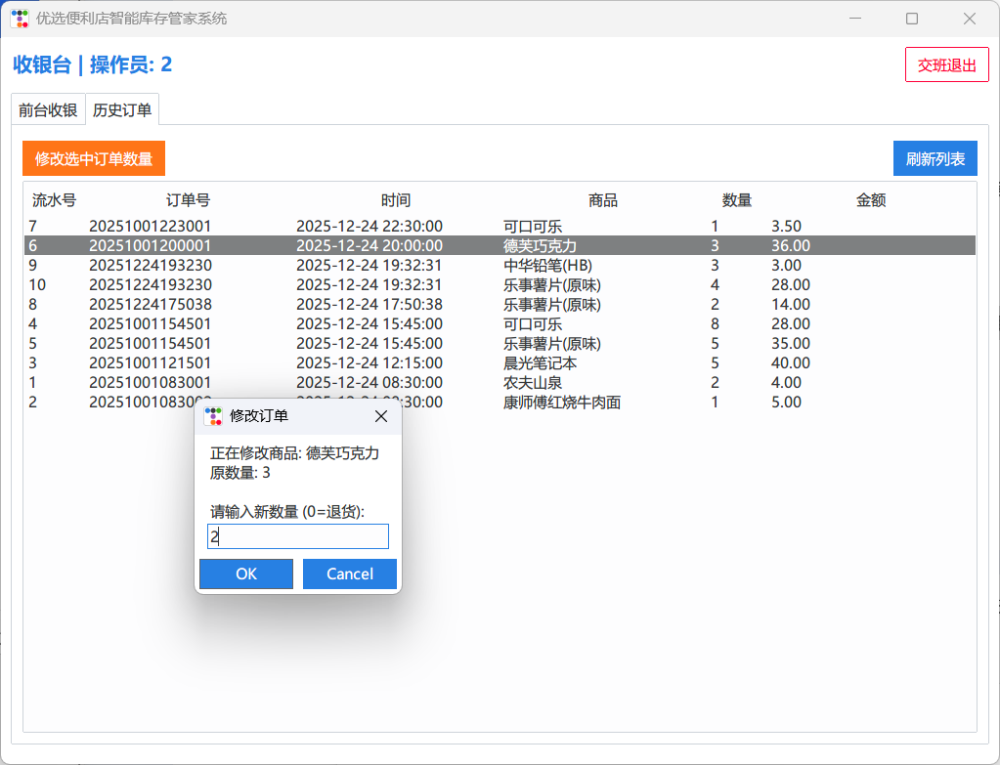 优选便利店智能库存管家系统
收银台 | 操作员: 2
交班退出
前台收银 历史订单
修改选中订单数量 刷新列表
流水号 订单号 时间 商品 数量 金额
7 20251001223001 2025-12-24 22:30:00 可口可乐 1 3.50
6 20251001200001 2025-12-24 20:00:00 德芙巧克力 3 36.00
9 20251224193230 2025-12-24 19:32:31 中华铅笔(HB) 3 3.00
10 20251224193230 2025-12-24 19:32:31 乐事薯片(原味) 4 28.00
8 20251224175038 2025-12-24 17:50:38 乐事薯片(原味) 2 14.00
4 20251001154501 2025-12-24 15:45:00 可口可乐 8 28.00
5 20251001154501 2025-12-24 15:45:00 乐事薯片(原味) 5 35.00
3 20251001121501 2025-12-24 12:15:00 晨光笔记本 5 40.00
1 20251001083001 2025-12-24 08:30:00 农夫山泉 2 4.00
2 康师傅红烧牛肉面 1 5.00
修改订单
正在修改商品: 德芙巧克力
原数量: 3
请输入新数量 (0=退货):
2
OK Cancel